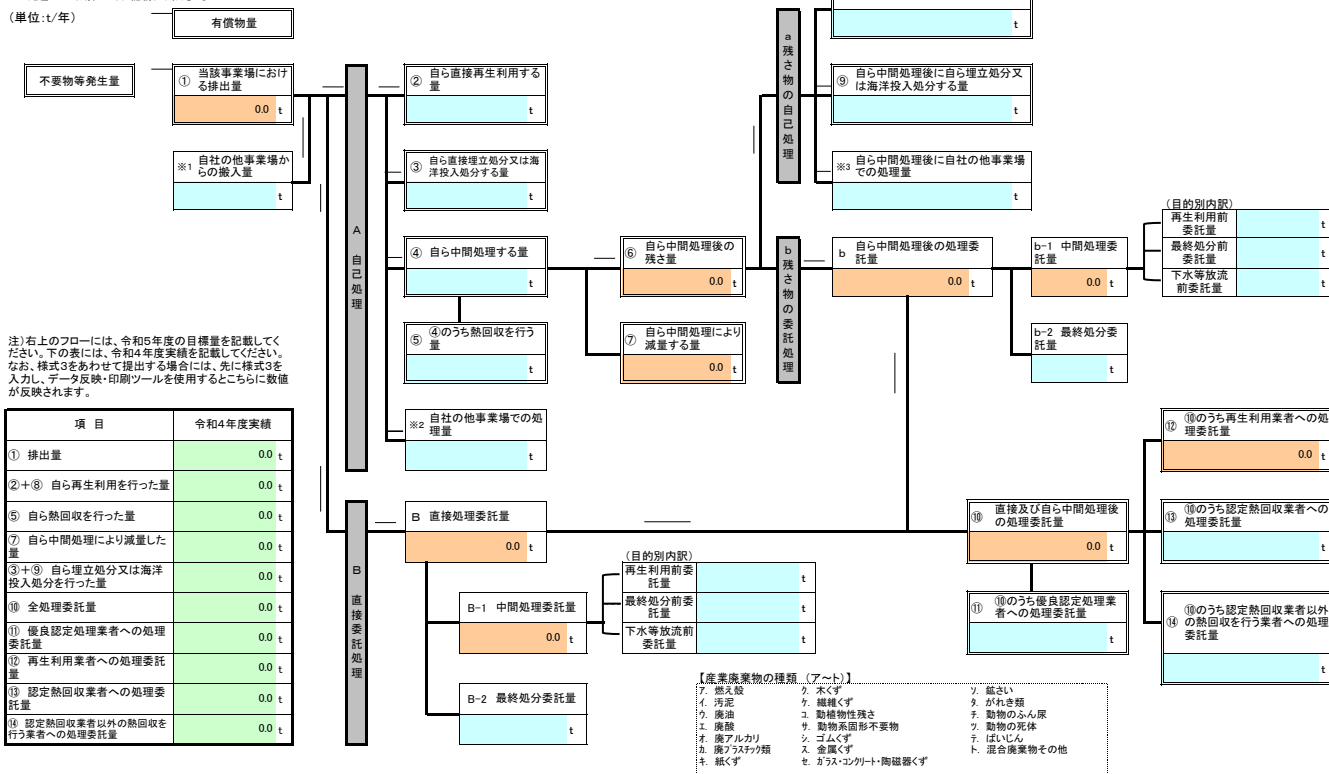 (単位:t/年)
有償物量
不要物等発生量
① 当該事業場におけ
る排出量
0.0 t
※1 自社の他事業場か
らの搬入量
t
A 自己処理
② 自ら直接再生利用する
量
t
③ 自ら直接埋立処分又は海
洋投入処分する量
t
④ 自ら中間処理する量
t
⑤ ④のうち熱回収を行う
量
t
※2 自社の他事業場での処
理量
t
⑥ 自ら中間処理後の
残さ量
0.0 t
⑦ 自ら中間処理により
減量する量
0.0 t
a 残さ物の自己処理
t
⑨ 自ら中間処理後に自ら埋立処分又
は海洋投入処分する量
t
※3 自ら中間処理後に自社の他事業場
での処理量
t
b 残さ物の委託処理
b 自ら中間処理後の処理委
託量
0.0 t
b-1 中間処理委
託量
0.0 t
b-2 最終処分委
託量
t
(目的別内訳)
再生利用前
委託量
t
最終処分前
委託量
t
下水等放流
前委託量
t
注)右上のフローには、令和5年度の目標量を記載してく
ださい。下の表には、令和4年度実績を記載してください。
なお、様式3をあわせて提出する場合には、先に様式3を
入力し、データ反映・印刷ツールを使用するとこちらに数値
が反映されます。
項 目 令和4年度実績
① 排出量 0.0 t
②+⑧ 自ら再生利用を行った量 0.0 t
⑤ 自ら熱回収を行った量 0.0 t
⑦ 自ら中間処理により減量した
量 0.0 t
③+⑨ 自ら埋立処分又は海洋
投入処分を行った量 0.0 t
⑩ 全処理委託量 0.0 t
⑪ 優良認定処理業者への処理
委託量 0.0 t
⑫ 再生利用業者への処理委託
量 0.0 t
⑬ 認定熱回収業者への処理委
託量 0.0 t
⑭ 認定熱回収業者以外の熱回収を
行う業者への処理委託量 0.0 t
B 直接委託処理
B 直接処理委託量
0.0 t
B-1 中間処理委託量
0.0 t
B-2 最終処分委託量
t
(目的別内訳)
再生利用前委
託量
t
最終処分前委
託量
t
下水等放流前
委託量
t
⑩ 直接及び自ら中間処理後
の処理委託量
0.0 t
⑪ ⑩のうち優良認定処理業
者への処理委託量
t
⑫ ⑩のうち再生利用業者への処
理委託量
0.0 t
⑬ ⑩のうち認定熱回収業者への
処理委託量
t
⑭ ⑩のうち認定熱回収業者以外
の熱回収を行う業者への処理
委託量
t
【産業廃棄物の種類 (ア~ト)】
ア. 燃え殻 ク. 木くず ソ. 鉱さい
イ. 汚泥 ケ. 繊維くず タ. がれき類
ウ. 廃油 コ. 動植物性残さ チ. 動物のふん尿
エ. 廃酸 サ. 動物系固形不要物 ツ. 動物の死体
オ. 廃アルカリ シ. ゴムくず テ. ばいじん
カ. 廃プラスチック類 ス. 金属くず ト. 混合廃棄物その他
キ. 紙くず セ. ガラス・コンクリート・陶磁器くず